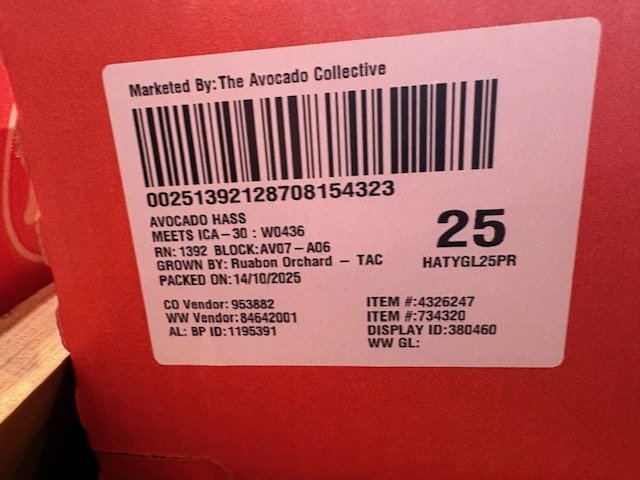 Marketed By: The Avocado Collective
00251392128708154323
AVOCADO HASS
MEETS ICA-30 : W0436
RN: 1392 BLOCK:AV07-A06
GROWN BY: Ruabon Orchard - TAC
PACKED ON:14/10/2025
25
HATYGL25PR
CO Vendor: 953882
WW Vendor: 84642001
AL: BP ID: 1195391
ITEM #:4326247
ITEM #:734320
DISPLAY ID:380460
WW GL: